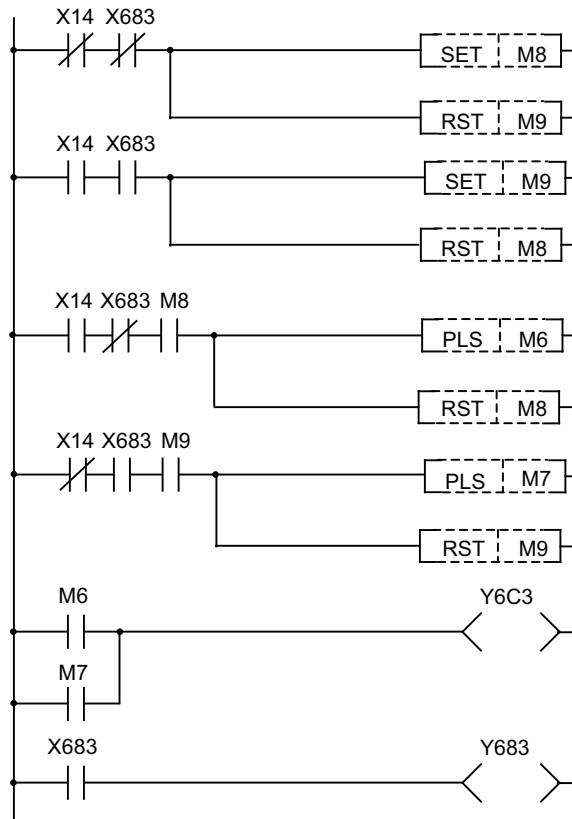 X14 X683
SET M8
RST M9
X14 X683
SET M9
RST M8
X14 X683 M8
PLS M6
RST M8
X14 X683 M9
PLS M7
RST M9
M6 Y6C3
M7
X683 Y683